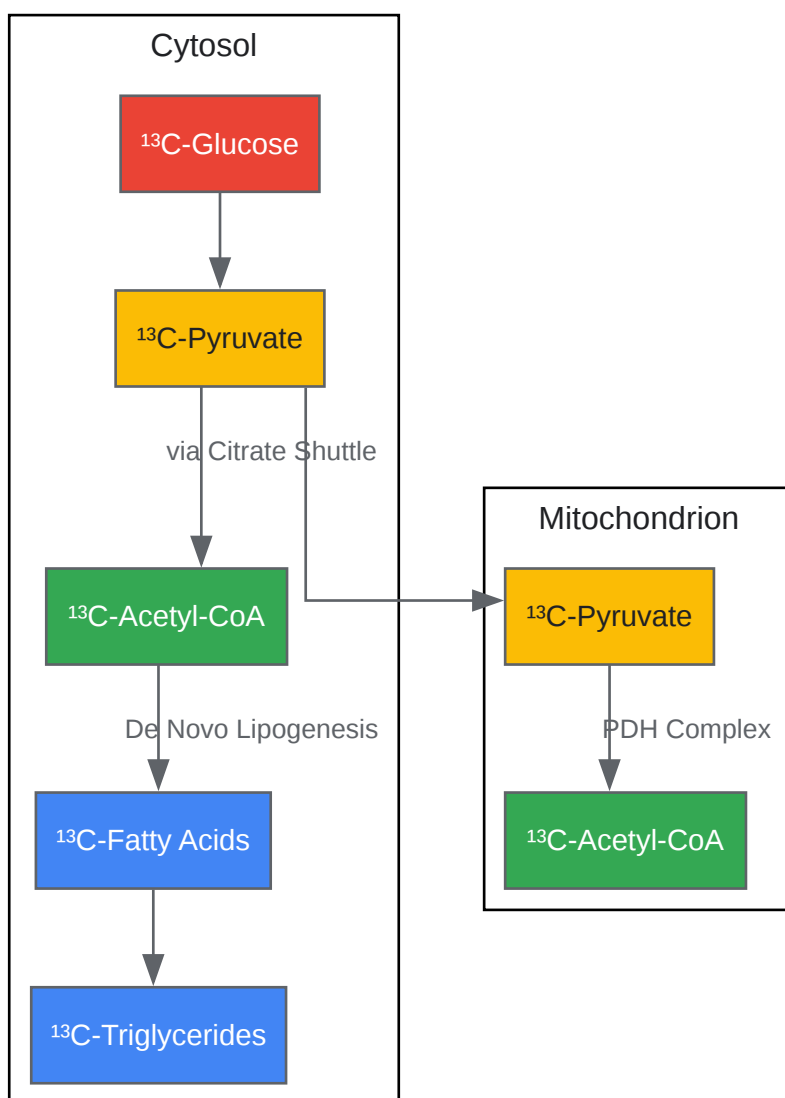 Cytosol
¹³C-Glucose
¹³C-Pyruvate
via Citrate Shuttle
¹³C-Acetyl-CoA
De Novo Lipogenesis
¹³C-Fatty Acids
¹³C-Triglycerides
Mitochondrion
¹³C-Pyruvate
PDH Complex
¹³C-Acetyl-CoA